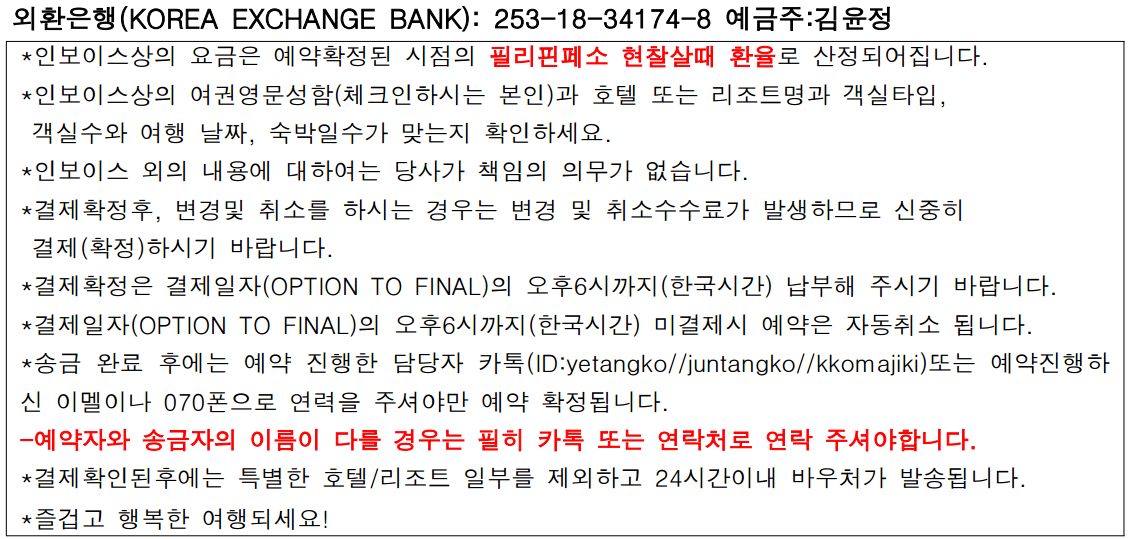 외환은행(KOREA EXCHANGE BANK): 253-18-34174-8 예금주:김윤정
*인보이스상의 요금은 예약확정된 시점의 필리핀페소 현찰살때 환율로 산정되어집니다.
*인보이스상의 여권영문성함(체크인하시는 본인)과 호텔 또는 리조트명과 객실타입,
객실수와 여행 날짜, 숙박일수가 맞는지 확인하세요.
*인보이스 외의 내용에 대하여는 당사가 책임의 의무가 없습니다.
*결제확정후, 변경및 취소를 하시는 경우는 변경 및 취소수수료가 발생하므로 신중히
결제(확정)하시기 바랍니다.
*결제확정은 결제일자(OPTION TO FINAL)의 오후6시까지(한국시간) 납부해 주시기 바랍니다.
*결제일자(OPTION TO FINAL)의 오후6시까지(한국시간) 미결제시 예약은 자동취소 됩니다.
*송금 완료 후에는 예약 진행한 담당자 카톡(ID:yetangko//juntangko//kkomajiki)또는 예약진행하
신 이멜이나 070폰으로 연력을 주셔야만 예약 확정됩니다.
-예약자와 송금자의 이름이 다를 경우는 필히 카톡 또는 연락처로 연락 주셔야합니다.
*결제확인된후에는 특별한 호텔/리조트 일부를 제외하고 24시간이내 바우처가 발송됩니다.
*즐겁고 행복한 여행되세요!